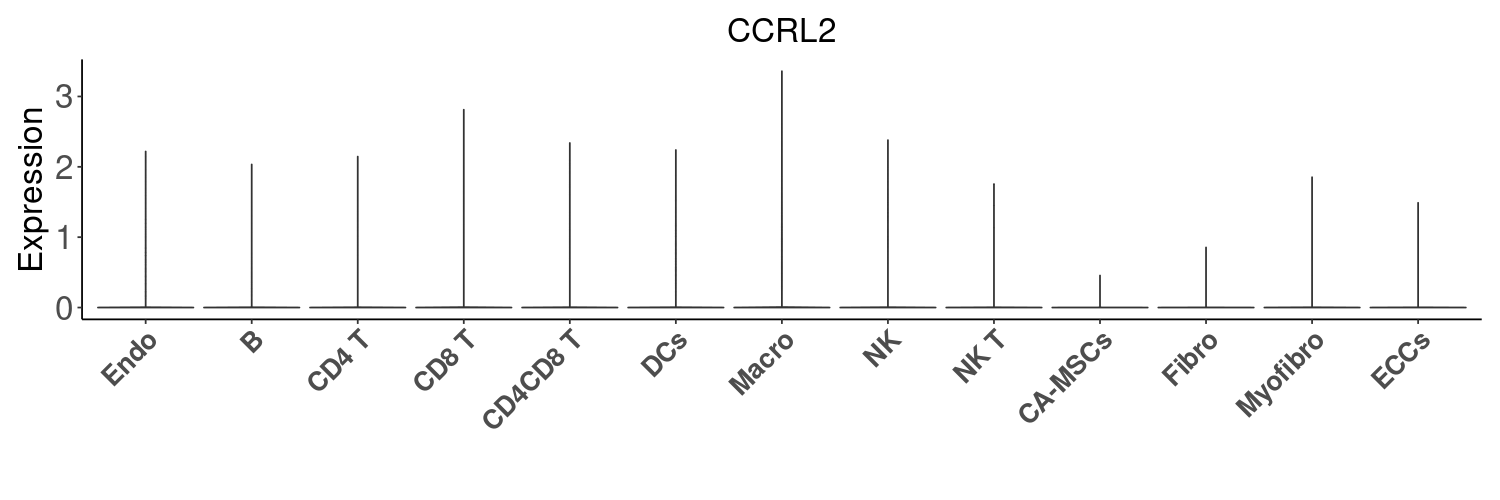 CCRL2
Expression
3
2
1
0
Endo
B
CD4 T
CD8 T
CD4CD8 T
DCs
Macro
NK
NK T
CA-MSCs
Fibro
Myofibro
ECCs